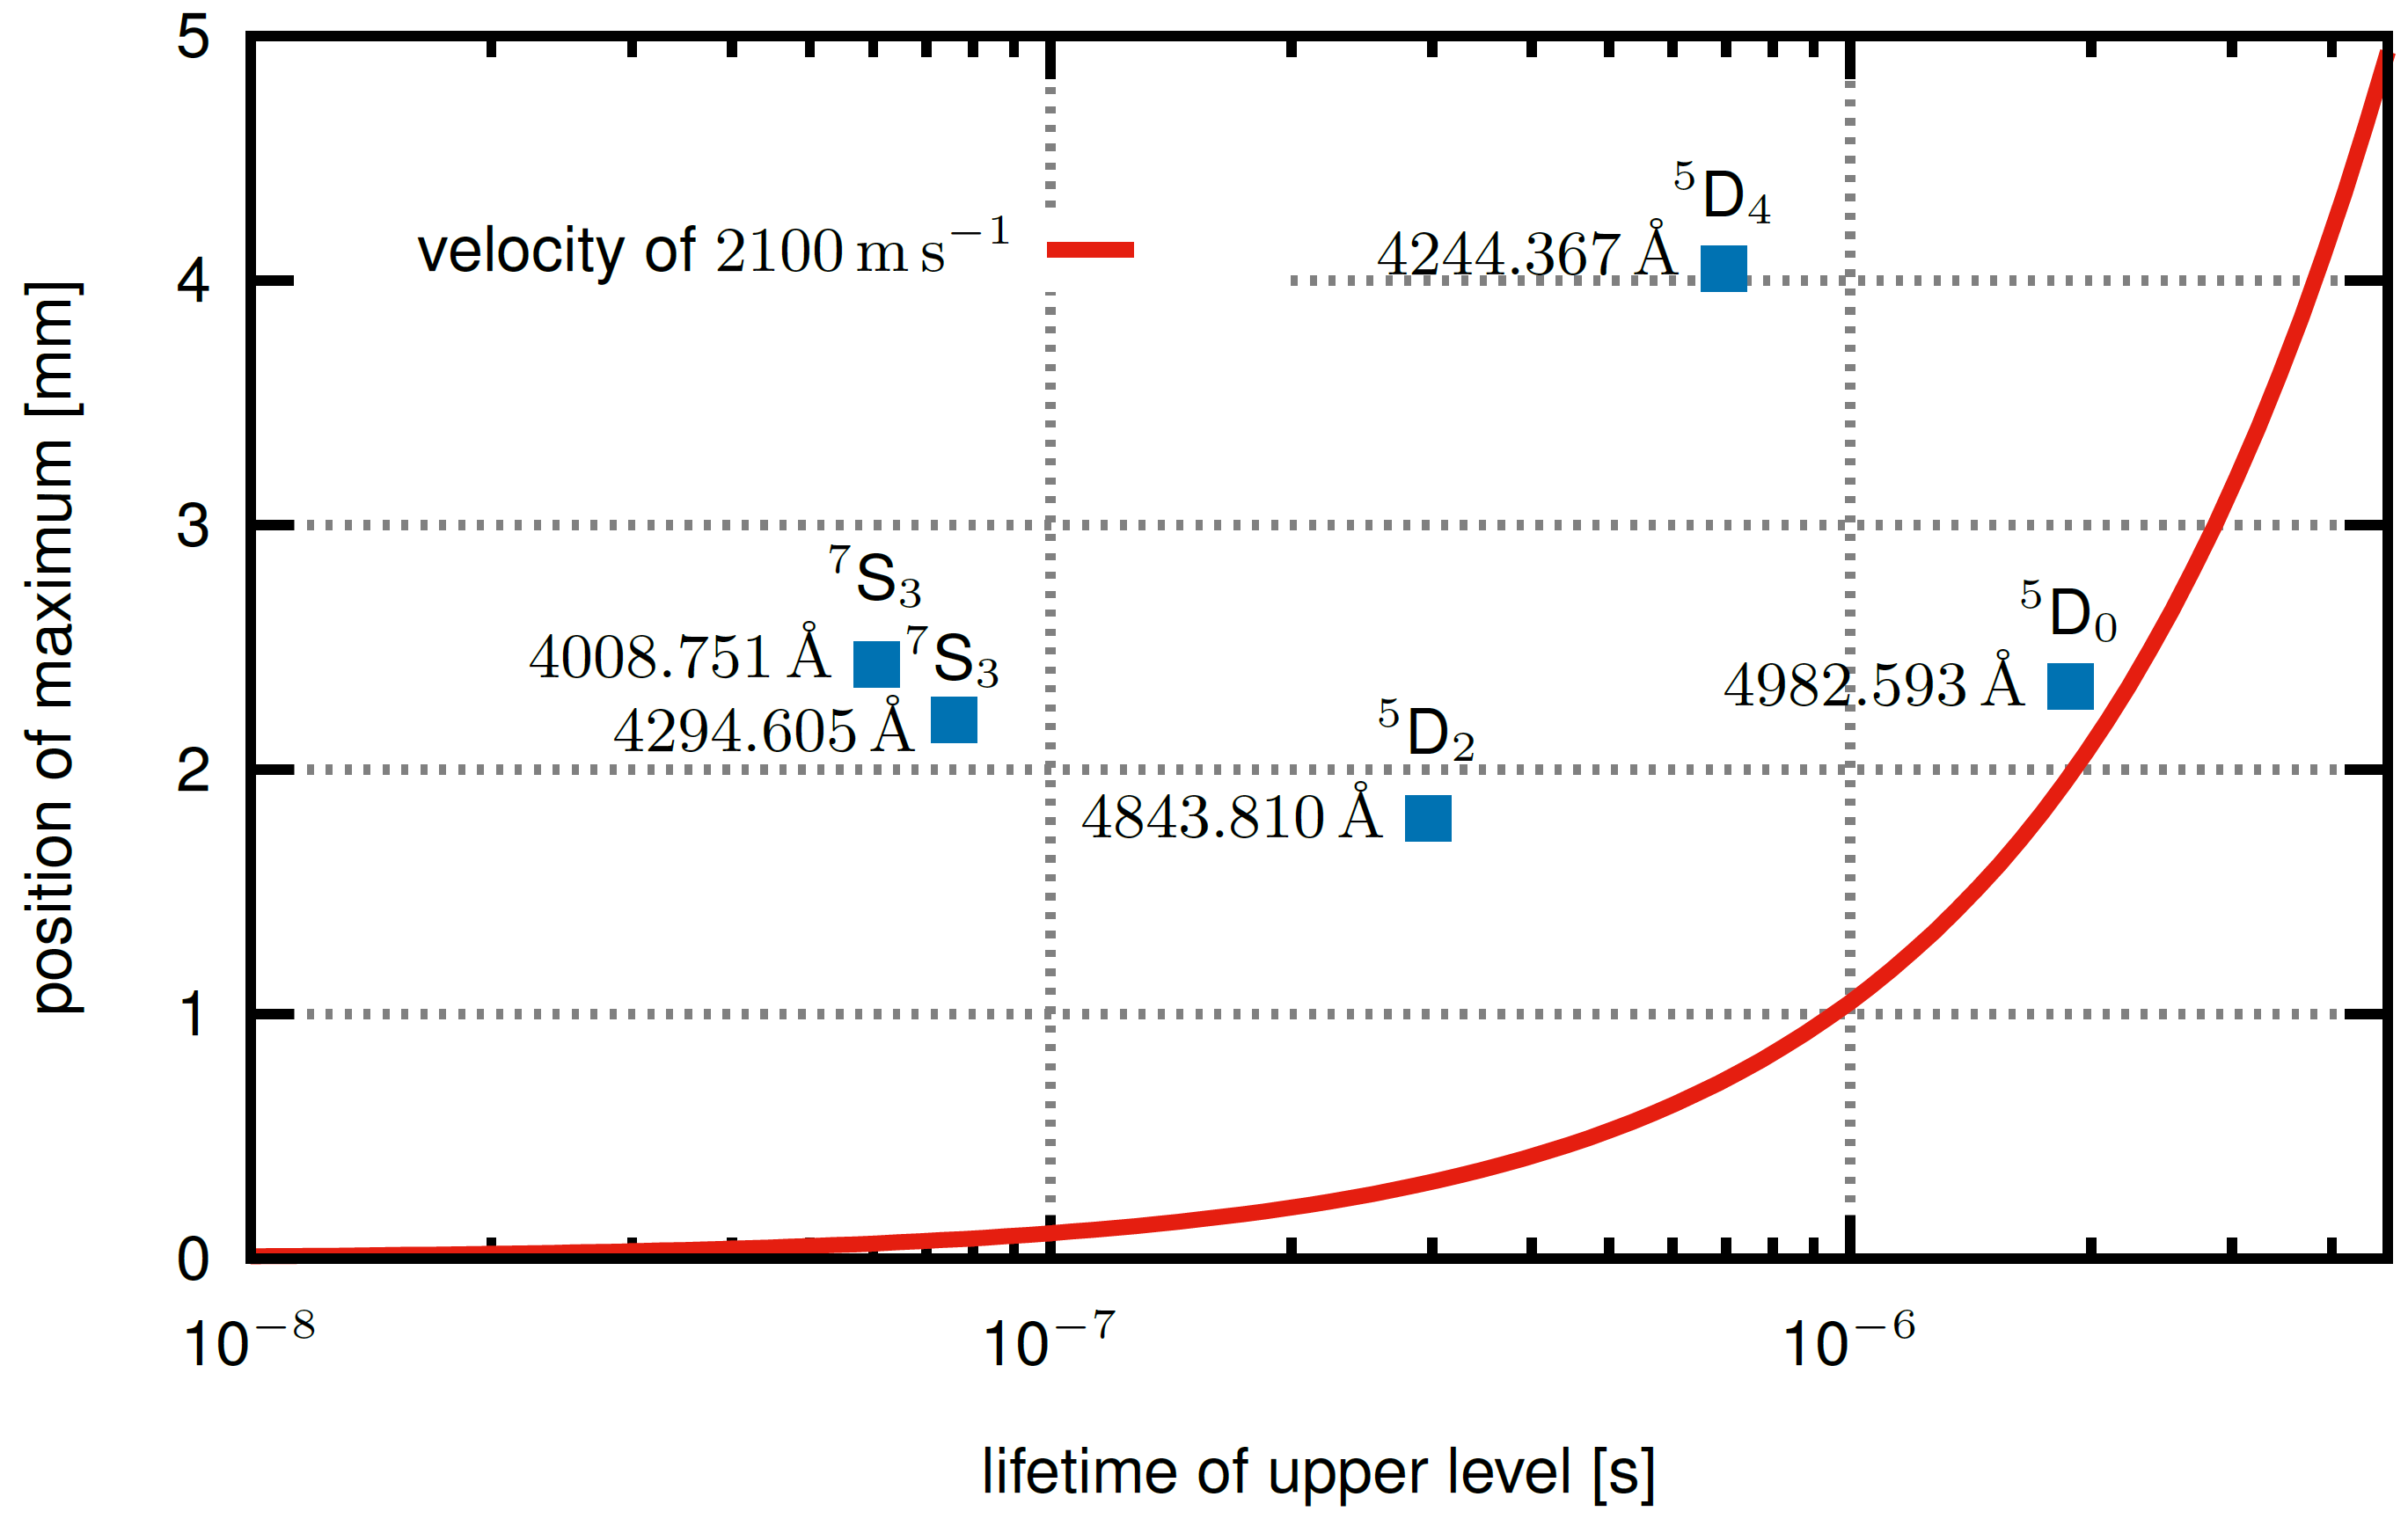 5
4
3
2
1
0
position of maximum [mm]
velocity of 2100 m s⁻¹
⁵D₄
4244.367 Å
⁷S₃
4008.751 Å
⁷S₃
4294.605 Å
⁵D₂
4843.810 Å
⁵D₀
4982.593 Å
10⁻⁸ 10⁻⁷ 10⁻⁶
lifetime of upper level [s]